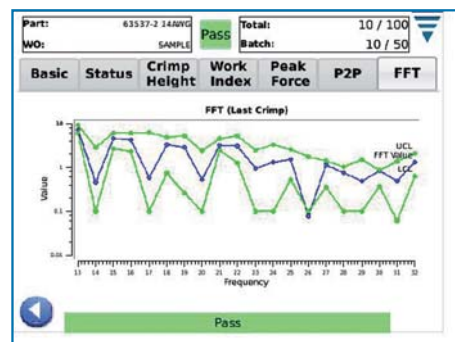 Part: 63537-2 14AWG
WO: SAMPLE
Pass
Total: 10 / 100
Batch: 10 / 50
Basic
Status
Crimp Height
Work Index
Peak Force
P2P
FFT
FFT (Last Crimp)
10
1
0.1
0.01
Value
UCL
FFT Value
LCL
13 14 15 16 17 18 19 20 21 22 23 24 25 26 27 28 29 30 31 32
Frequency
Pass